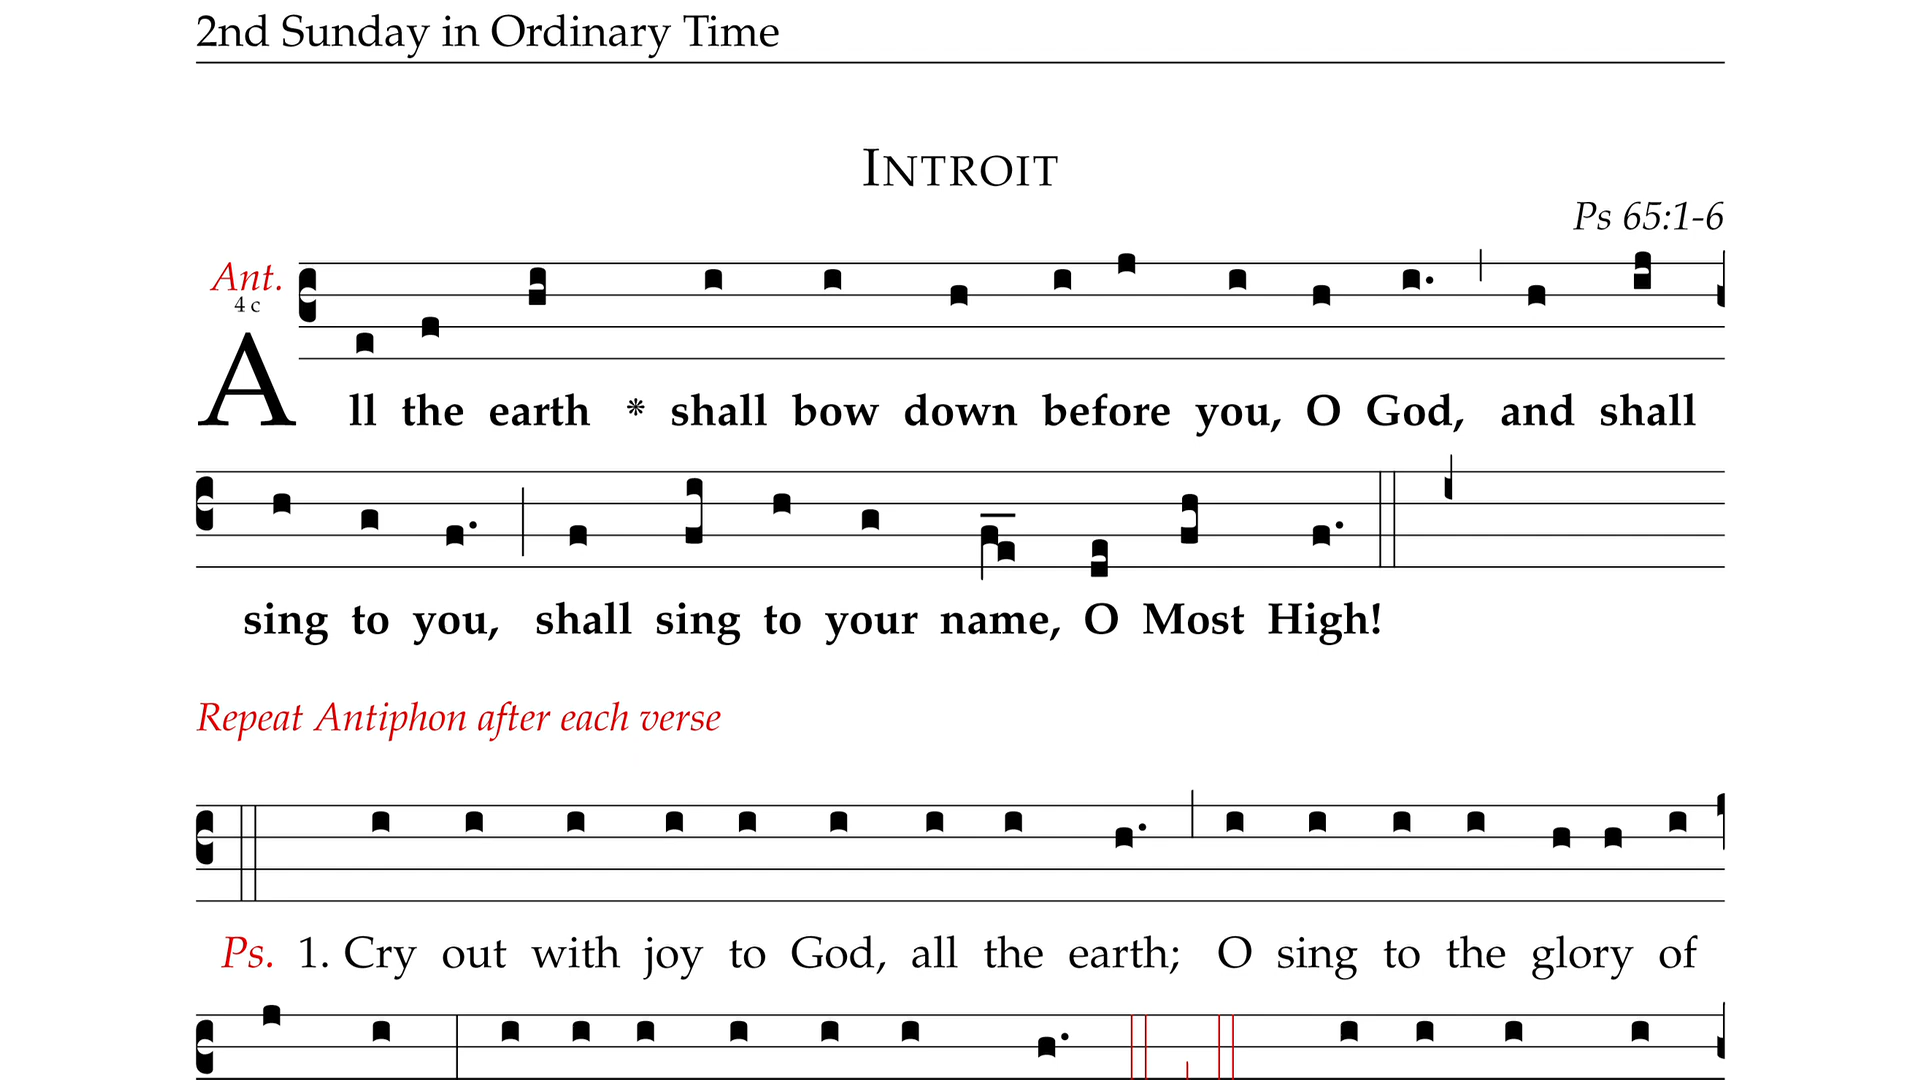 2nd Sunday in Ordinary Time
INTROIT
Ps 65:1-6
Ant.
4 c
All the earth * shall bow down before you, O God, and shall
sing to you, shall sing to your name, O Most High!
Repeat Antiphon after each verse
Ps. 1. Cry out with joy to God, all the earth; O sing to the glory of